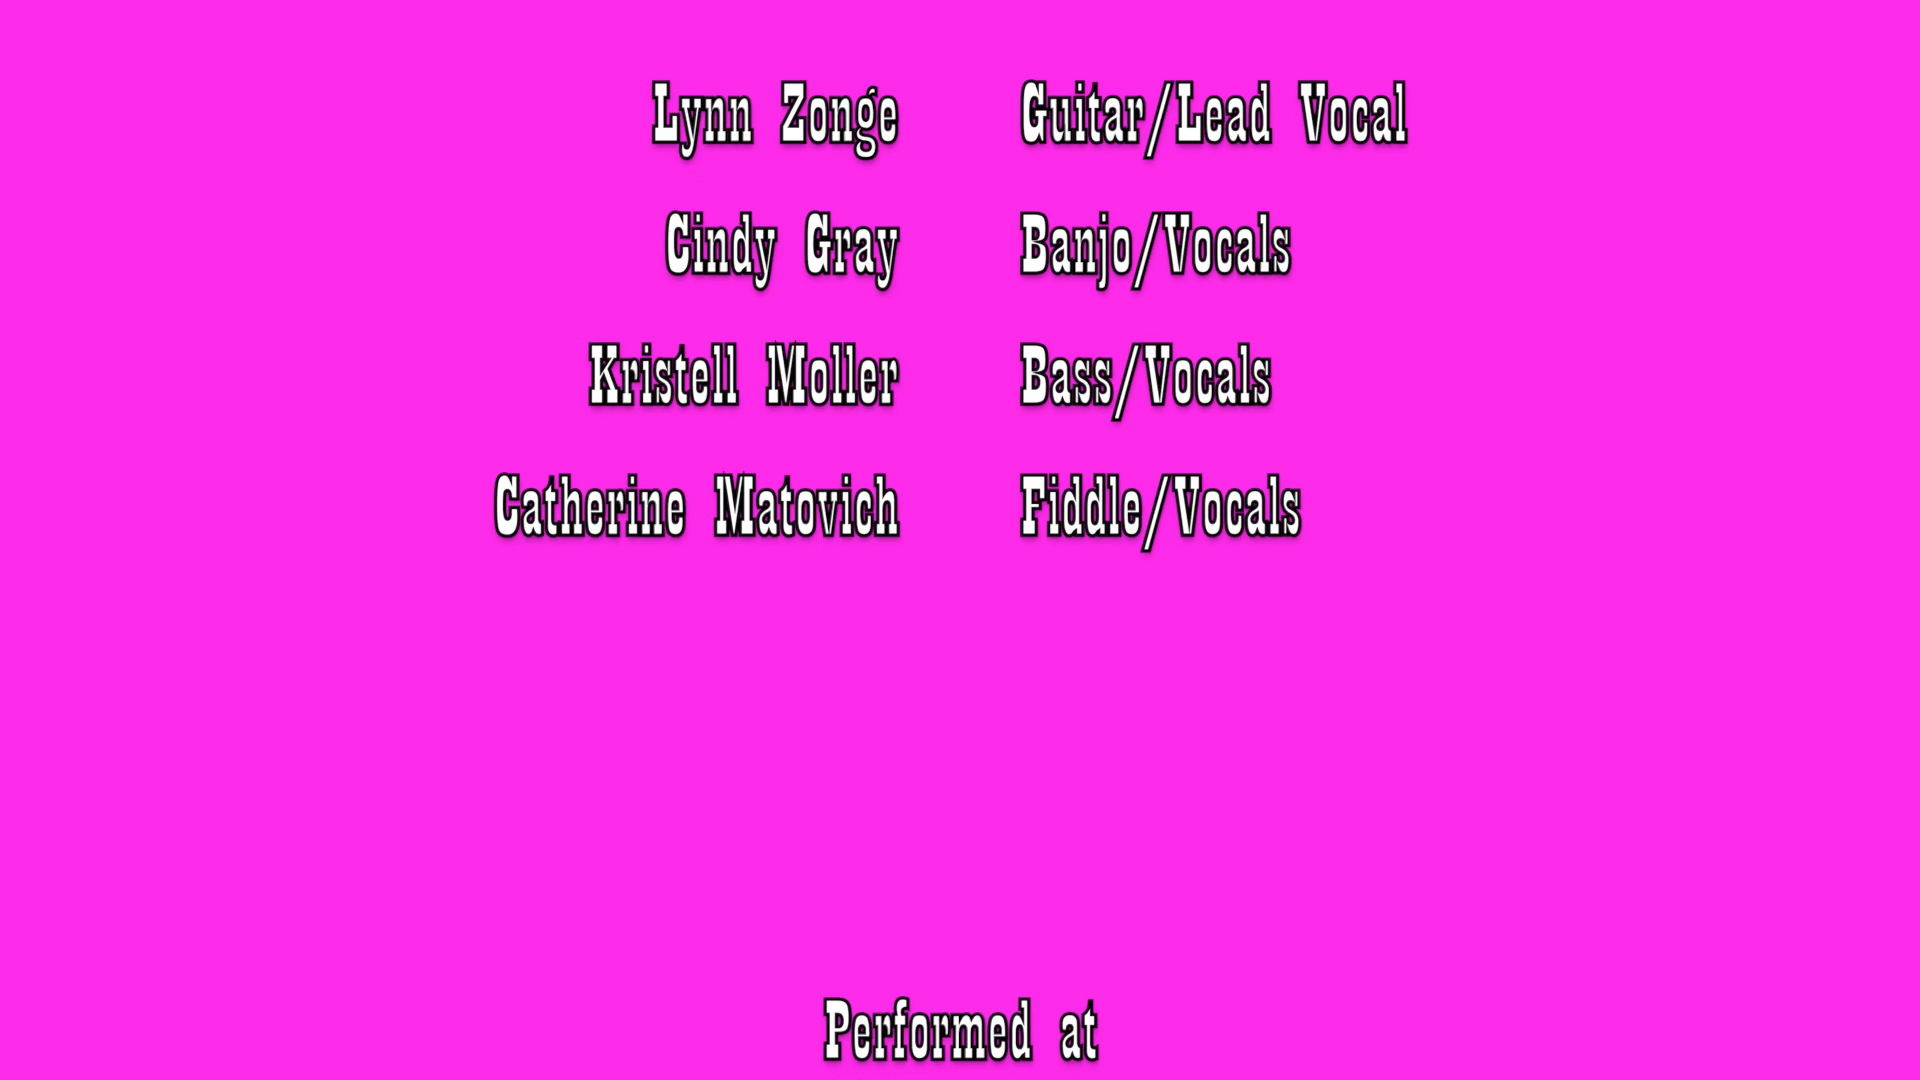 Lynn Zonge Guitar/Lead Vocal
Cindy Gray Banjo/Vocals
Kristell Moller Bass/Vocals
Catherine Matovich Fiddle/Vocals
Performed at